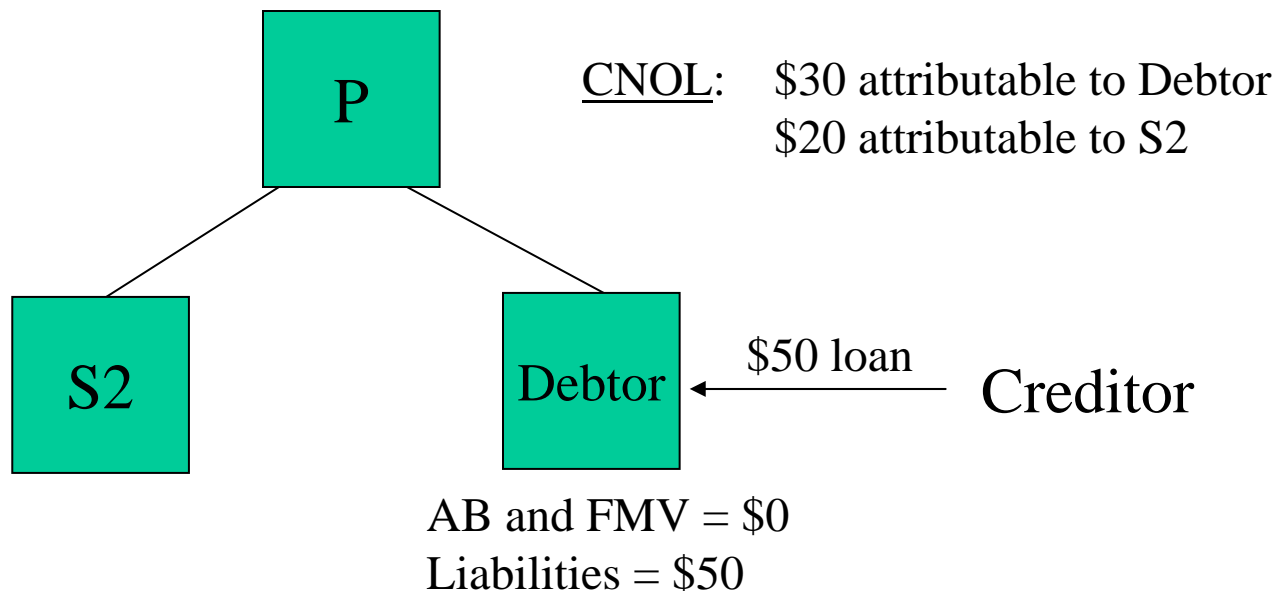 P
CNOL: $30 attributable to Debtor
$20 attributable to S2
S2
Debtor
$50 loan
Creditor
AB and FMV = $0
Liabilities = $50